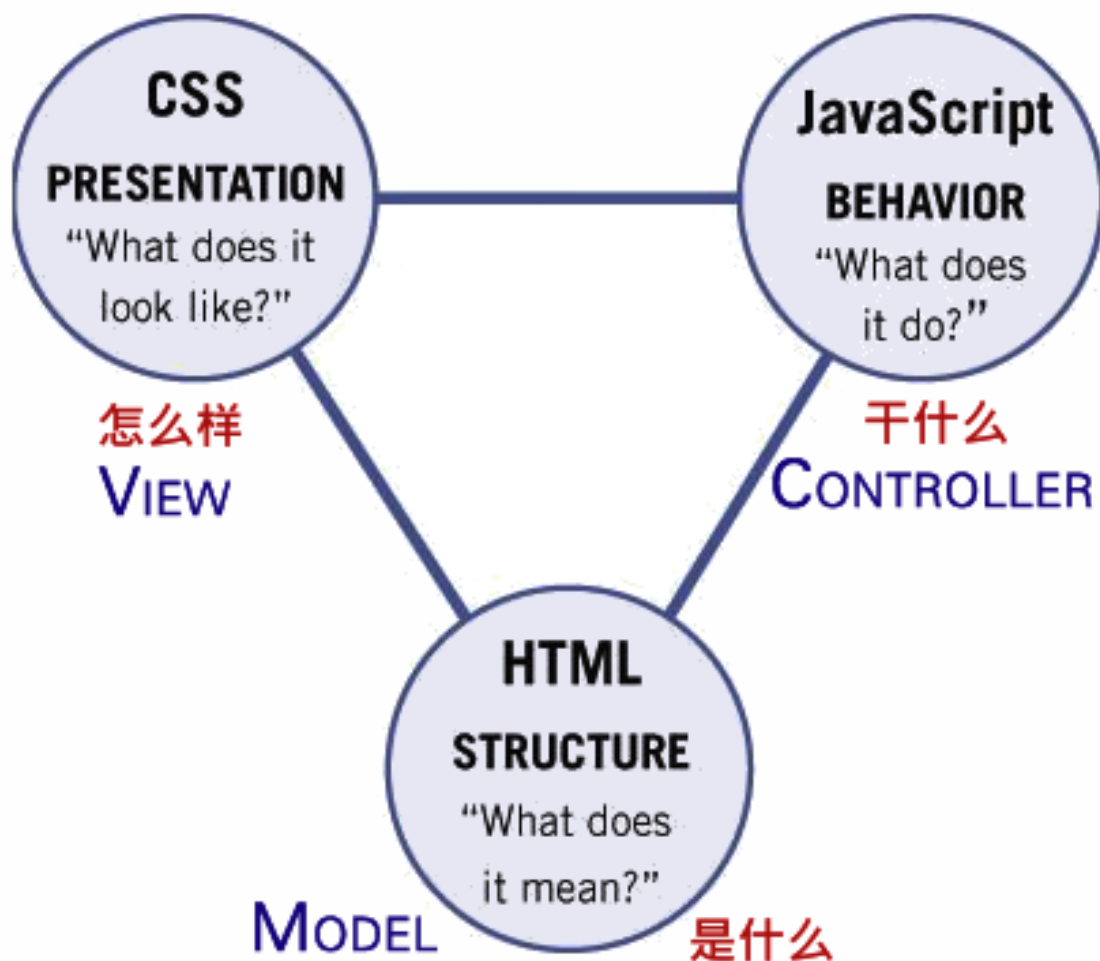 CSS
PRESENTATION
“What does it
look like?”
怎么样
VIEW
JavaScript
BEHAVIOR
“What does
it do?”
干什么
CONTROLLER
HTML
STRUCTURE
“What does
it mean?”
MODEL
是什么